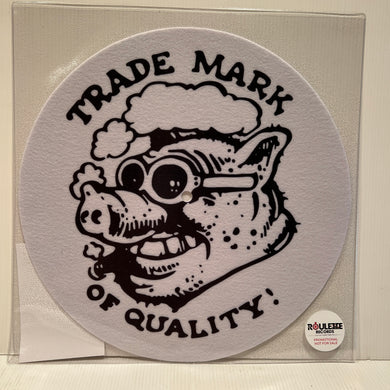 TRADE MARK
OF QUALITY!
ROULETTE
RECORDS
PROMOTIONAL
NOT FOR SALE